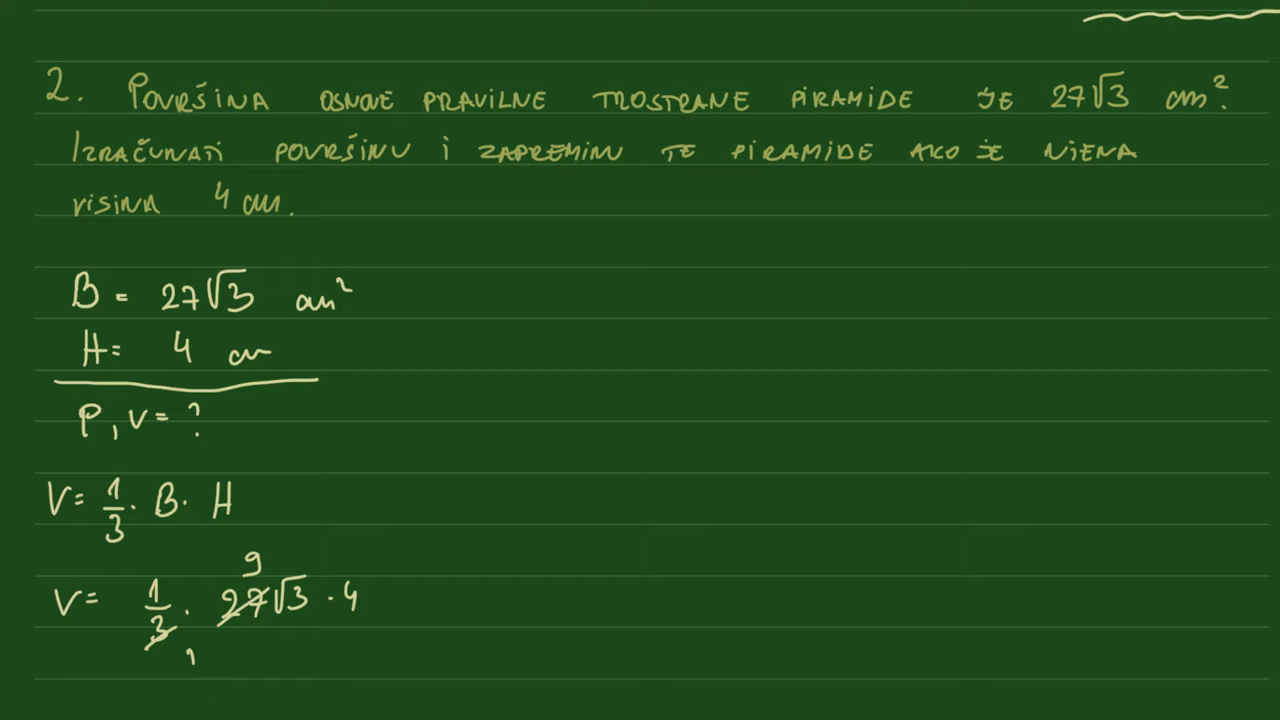 2. POVRŠINA OSNOVE PRAVILNE TROSTRANE PIRAMIDE JE 27√3 cm².
IZRAČUNATI POVRŠINU I ZAPREMINU TE PIRAMIDE AKO JE NJENA
VISINA 4 cm.
B = 27√3 cm²
H = 4 cm
P, V = ?
V = 1/3 · B · H
9
V = 1/3 · 27√3 · 4
1